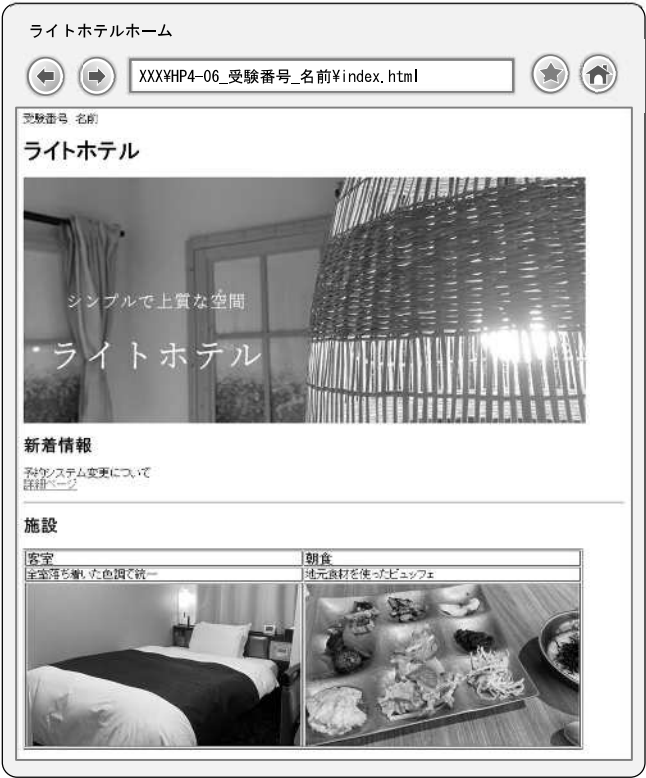 ライトホテルホーム
XXX¥HP4-06_受験番号_名前¥index.html
受験番号 名前
ライトホテル
シンプルで上質な空間
ライトホテル
新着情報
予約システム変更について
詳細ページ
施設
客室 朝食
全室落ち着いた色調で統一 地元食材を使ったビュッフェ